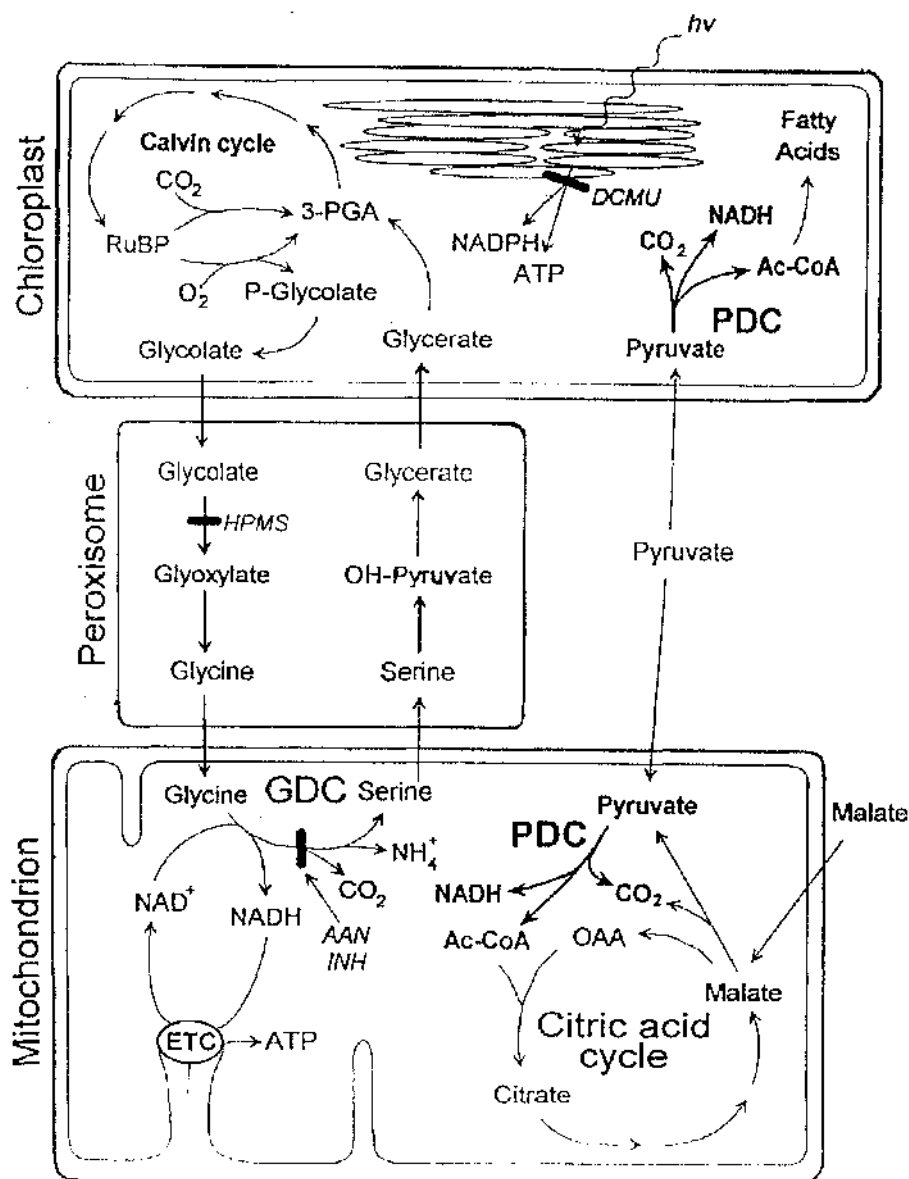 hv
Chloroplast
Calvin cycle
CO2
RuBP
O2
3-PGA
P-Glycolate
Glycolate
Glycerate
DCMU
NADPH
ATP
Fatty
Acids
NADH
CO2
Ac-CoA
PDC
Pyruvate
Peroxisome
Glycolate
HPMS
Glyoxylate
Glycine
Glycerate
OH-Pyruvate
Serine
Pyruvate
Mitochondrion
Glycine
GDC
Serine
NH4+
CO2
NAD+
NADH
AAN
INH
ETC
ATP
Pyruvate
PDC
NADH
CO2
Ac-CoA
OAA
Malate
Malate
Citric acid
cycle
Citrate